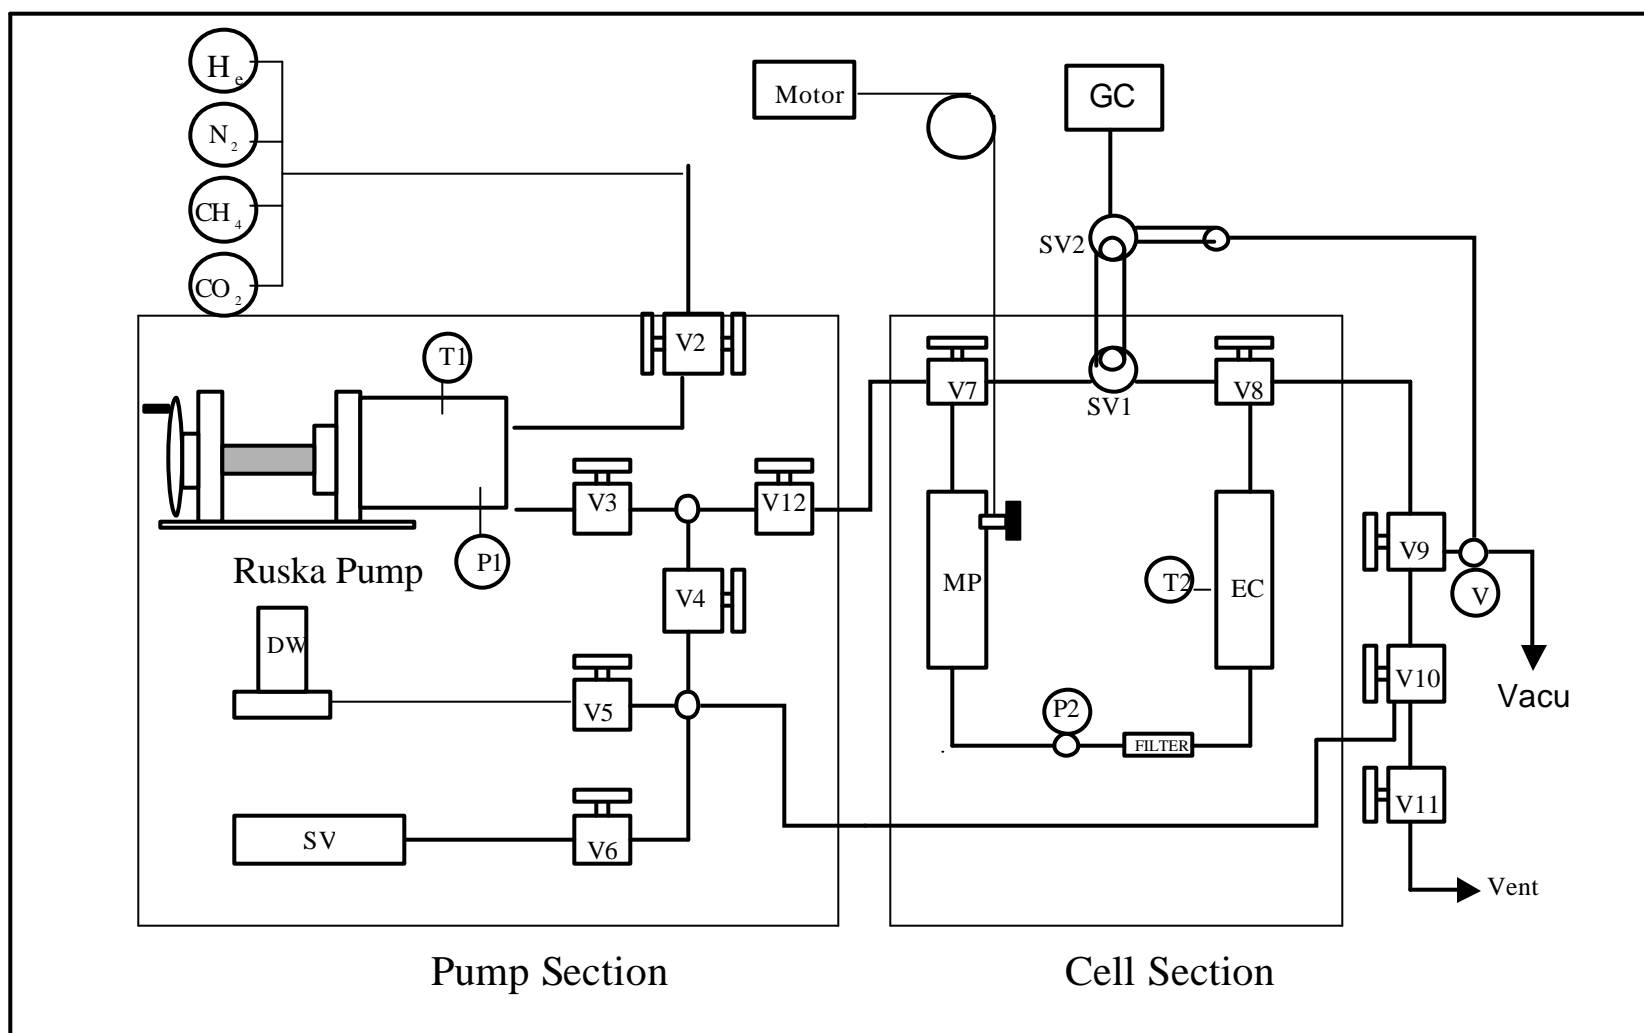 He
Motor
GC
N2
CH4
SV2
CO2
V2
T1
V7
V8
SV1
V3
V12
V9
Ruska Pump
P1
V4
MP
T2
EC
V
DW
V10
Vacu
V5
P2
FILTER
V11
SV
V6
Vent
Pump Section
Cell Section